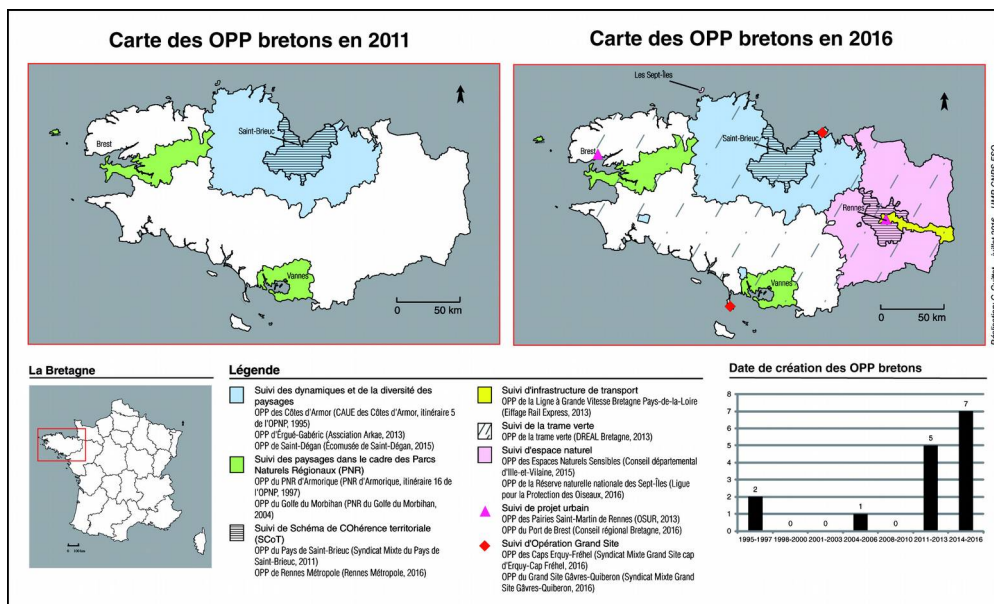 Carte des OPP bretons en 2011
Brest
Saint-Brieuc
Vannes
50 km
Carte des OPP bretons en 2016
Les Sept-Îles
Brest
Saint-Brieuc
Rennes
Vannes
50 km
La Bretagne
Légende
Suivi des dynamiques et de la diversité des
paysages
OPP des Côtes d'Armor (CAUE des Côtes d'Armor, itinéraire 5
de l'OPNP, 1995)
OPP d'Érgué-Gabéric (Assciation Arkae, 2013)
OPP de Saint-Dégan (Écomusée de Saint-Dégan, 2015)
Suivi des paysages dans le cadre des Parcs
Naturels Régionaux (PNR)
OPP du PNR d'Armorique (PNR d'Armorique, itinéraire 16 de
l'OPNP, 1997)
OPP du Golfe du Morbihan (PNR du Golfe du Morbihan,
2004)
Suivi de Schéma de COhérence territoriale
(SCoT)
OPP du Pays de Saint-Brieuc (Syndicat Mixte du Pays de
Saint-Brieuc, 2011)
OPP de Rennes Métropole (Rennes Métropole, 2016)
Suivi d'infrastructure de transport
OPP de la Ligne à Grande Vitesse Bretagne Pays-de-la-Loire
(Eiffage Rail Express, 2013)
Suivi de la trame verte
OPP de la trame verte (DREAL Bretagne, 2013)
Suivi d'espace naturel
OPP des Espaces Naturels Sensibles (Conseil départemental
d'Ille-et-Vilaine, 2015)
OPP de la Réserve naturelle nationale des Sept-Îles (Ligue
pour la Protection des Oiseaux, 2016)
Suivi de projet urbain
OPP des Pairies Saint-Martin de Rennes (OSUR, 2013)
OPP du Port de Brest (Conseil régional Bretagne, 2016)
Suivi d'Opération Grand Site
OPP des Caps Erquy-Fréhel (Syndicat Mixte Grand Site cap
d'Erquy-Cap Fréhel, 2016)
OPP du Grand Site Gâvres-Quiberon (Syndicat Mixte Grand
Site Gâvres-Quiberon, 2016)
Date de création des OPP bretons
8
7
6
5
4
3
2
1
0
2
0
0
1
0
5
7
1995-1997
1998-2000
2001-2003
2004-2006
2011-2013
2014-2016